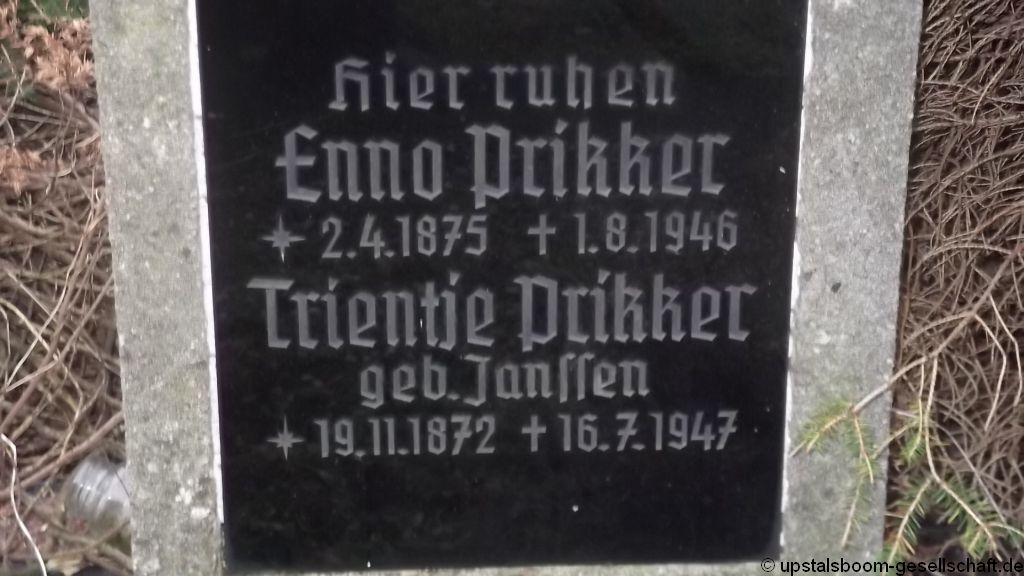 Hier ruhen
Enno Prikker
* 2.4.1875 † 1.8.1946
Trientje Prikker
geb. Janſſen
* 19.11.1872 † 16.7.1947
© upstalsboom-gesellschaft.de